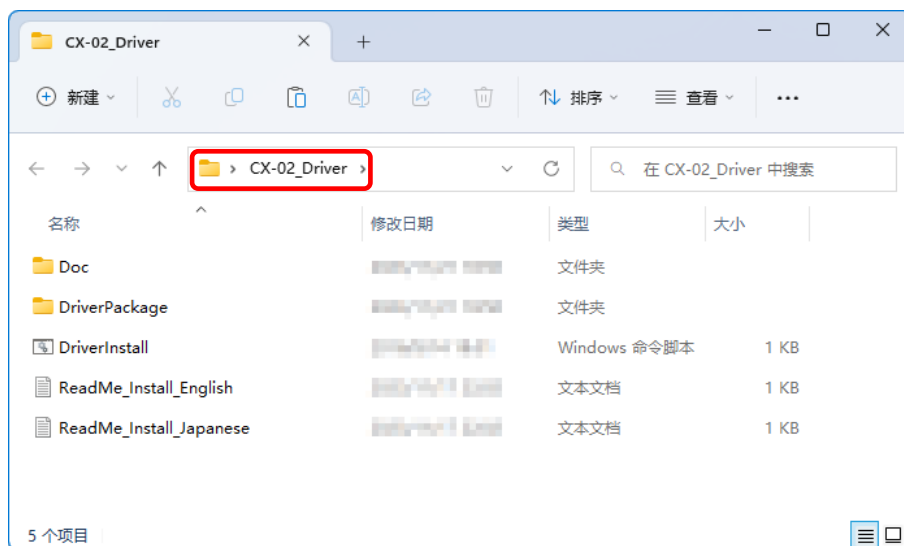 CX-02_Driver
新建
排序
查看
CX-02_Driver
在 CX-02_Driver 中搜索
名称 修改日期 类型 大小
Doc 文件夹
DriverPackage 文件夹
DriverInstall Windows 命令脚本 1 KB
ReadMe_Install_English 文本文档 1 KB
ReadMe_Install_Japanese 文本文档 1 KB
5 个项目